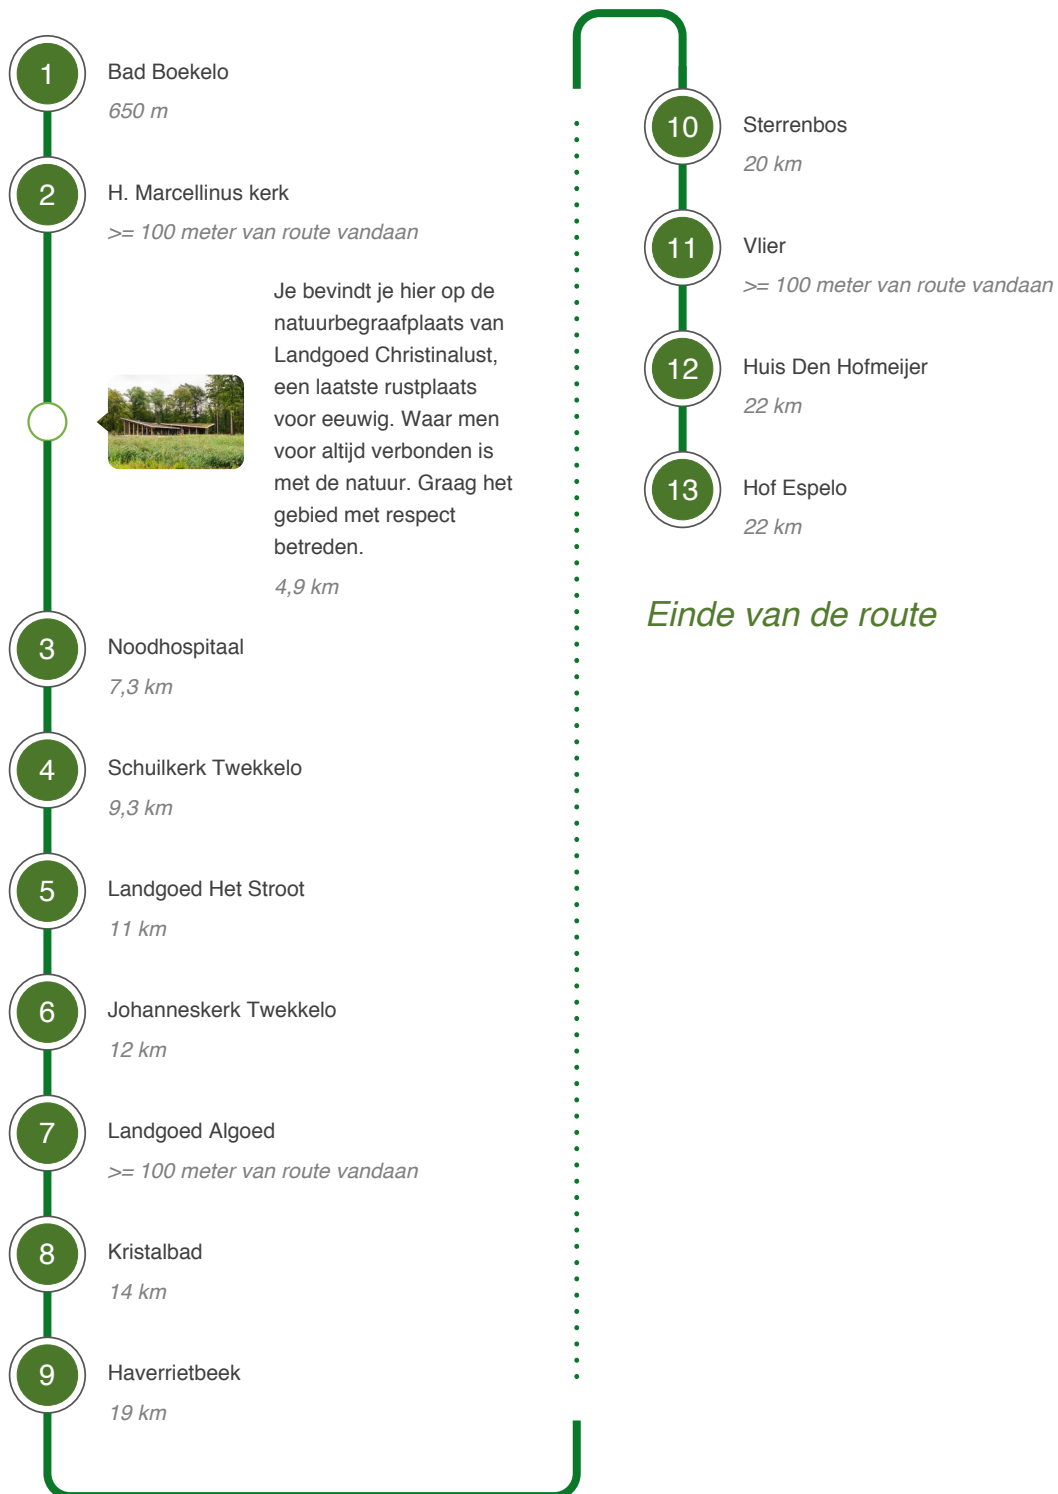 1
Bad Boekelo
650 m
2
H. Marcellinus kerk
>= 100 meter van route vandaan
Je bevindt je hier op de
natuurbegraafplaats van
Landgoed Christinalust,
een laatste rustplaats
voor eeuwig. Waar men
voor altijd verbonden is
met de natuur. Graag het
gebied met respect
betreden.
4,9 km
3
Noodhospitaal
7,3 km
4
Schuilkerk Twekkelo
9,3 km
5
Landgoed Het Stroot
11 km
6
Johanneskerk Twekkelo
12 km
7
Landgoed Algoed
>= 100 meter van route vandaan
8
Kristalbad
14 km
9
Haverrietbeek
19 km
10
Sterrenbos
20 km
11
Vlier
>= 100 meter van route vandaan
12
Huis Den Hofmeijer
22 km
13
Hof Espelo
22 km
Einde van de route